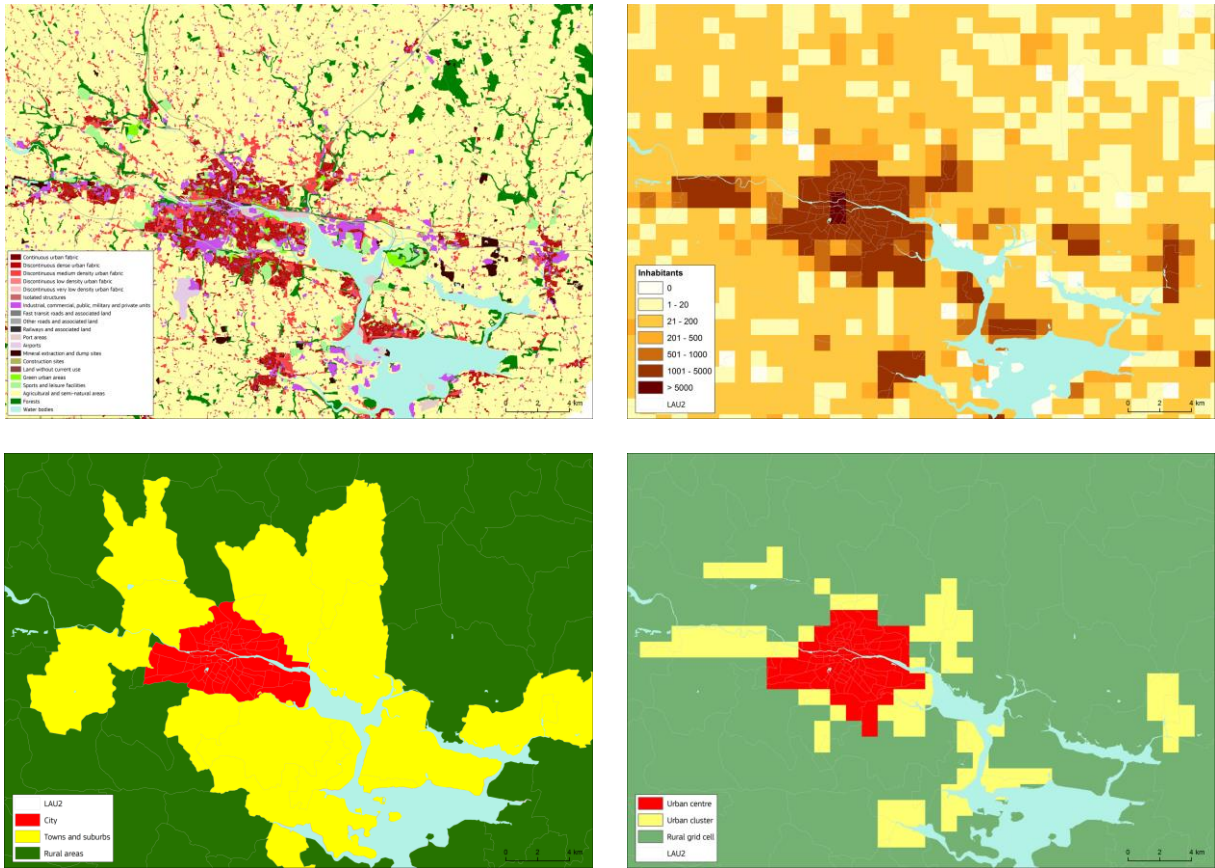 Continuous urban fabric
Discontinuous dense urban fabric
Discontinuous medium density urban fabric
Discontinuous low density urban fabric
Discontinuous very low density urban fabric
Isolated structures
Industrial, commercial, public, military and private units
Fast transit roads and associated land
Other roads and associated land
Railways and associated land
Port areas
Airports
Mineral extraction and dump sites
Construction sites
Land without current use
Green urban areas
Sports and leisure facilities
Agricultural and semi-natural areas
Forests
Water bodies
0 2 4 km
Inhabitants
0
1 - 20
21 - 200
201 - 500
501 - 1000
1001 - 5000
> 5000
LAU2
0 2 4 km
LAU2
City
Towns and suburbs
Rural areas
0 2 4 km
Urban centre
Urban cluster
Rural grid cell
LAU2
0 2 4 km